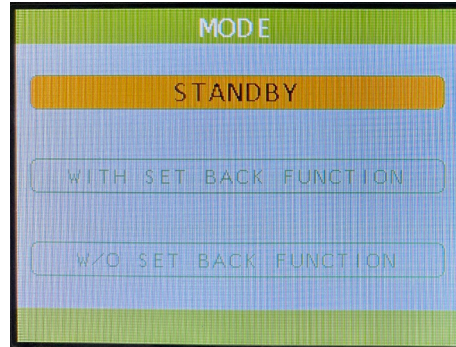 MODE
STANDBY
WITH SET BACK FUNCTION
W/O SET BACK FUNCTION